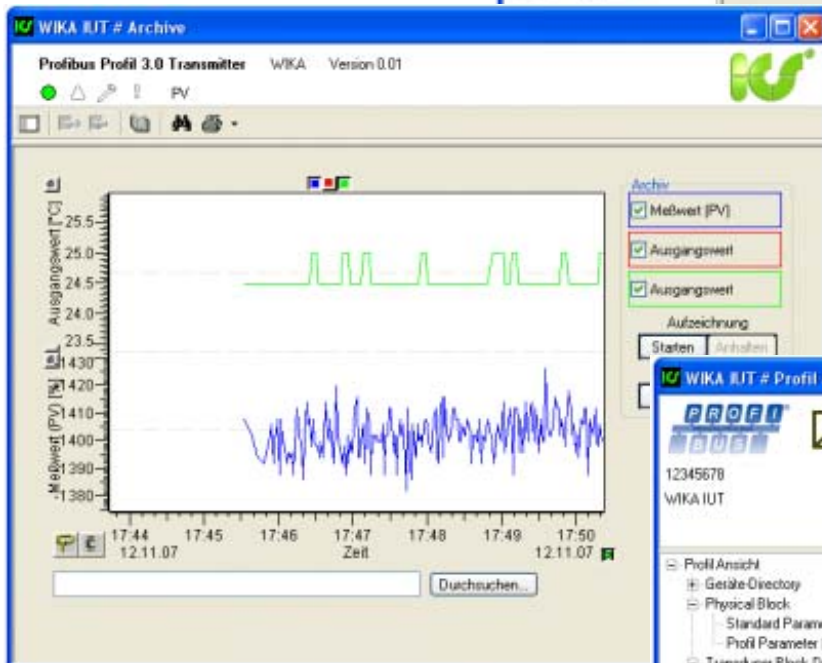 WIKA IUT # Archive
Profibus Profil 3.0 Transmitter WIKA Version 0.01
PV
Ausgangswert [°C]
25.5
25.0
24.5
24.0
23.5
Meßwert (PV) [%]
1430
1420
1410
1400
1390
1380
17:44 17:45 17:46 17:47 17:48 17:49 17:50
12.11.07 Zeit 12.11.07
Durchsuchen...
Archiv
Meßwert (PV)
Ausgangswert
Ausgangswert
Aufzeichnung
Starten Anhalten
WIKA IUT # Profil
PROFI
BUS
12345678
WIKA IUT
Profil Ansicht
Geräte-Directory
Physical Block
Standard Parame
Profil Parameter